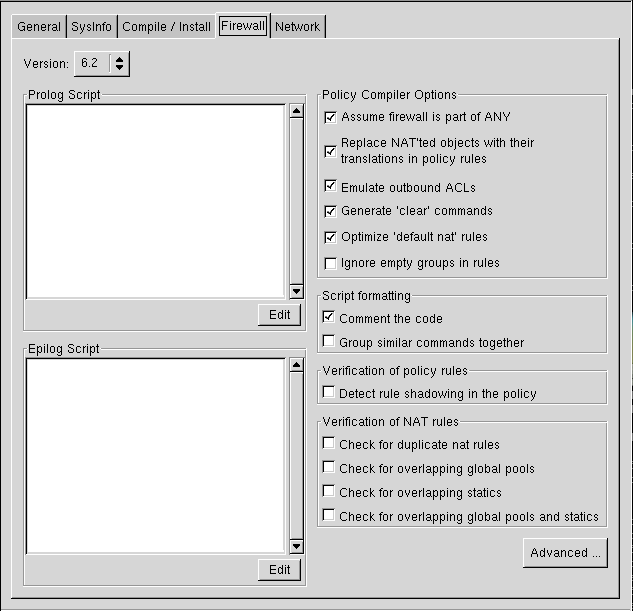 General SysInfo Compile / Install Firewall Network
Version: 6.2
Prolog Script
Edit
Epilog Script
Edit
Policy Compiler Options
Assume firewall is part of ANY
Replace NAT'ted objects with their
translations in policy rules
Emulate outbound ACLs
Generate 'clear' commands
Optimize 'default nat' rules
Ignore empty groups in rules
Script formatting
Comment the code
Group similar commands together
Verification of policy rules
Detect rule shadowing in the policy
Verification of NAT rules
Check for duplicate nat rules
Check for overlapping global pools
Check for overlapping statics
Check for overlapping global pools and statics
Advanced ...